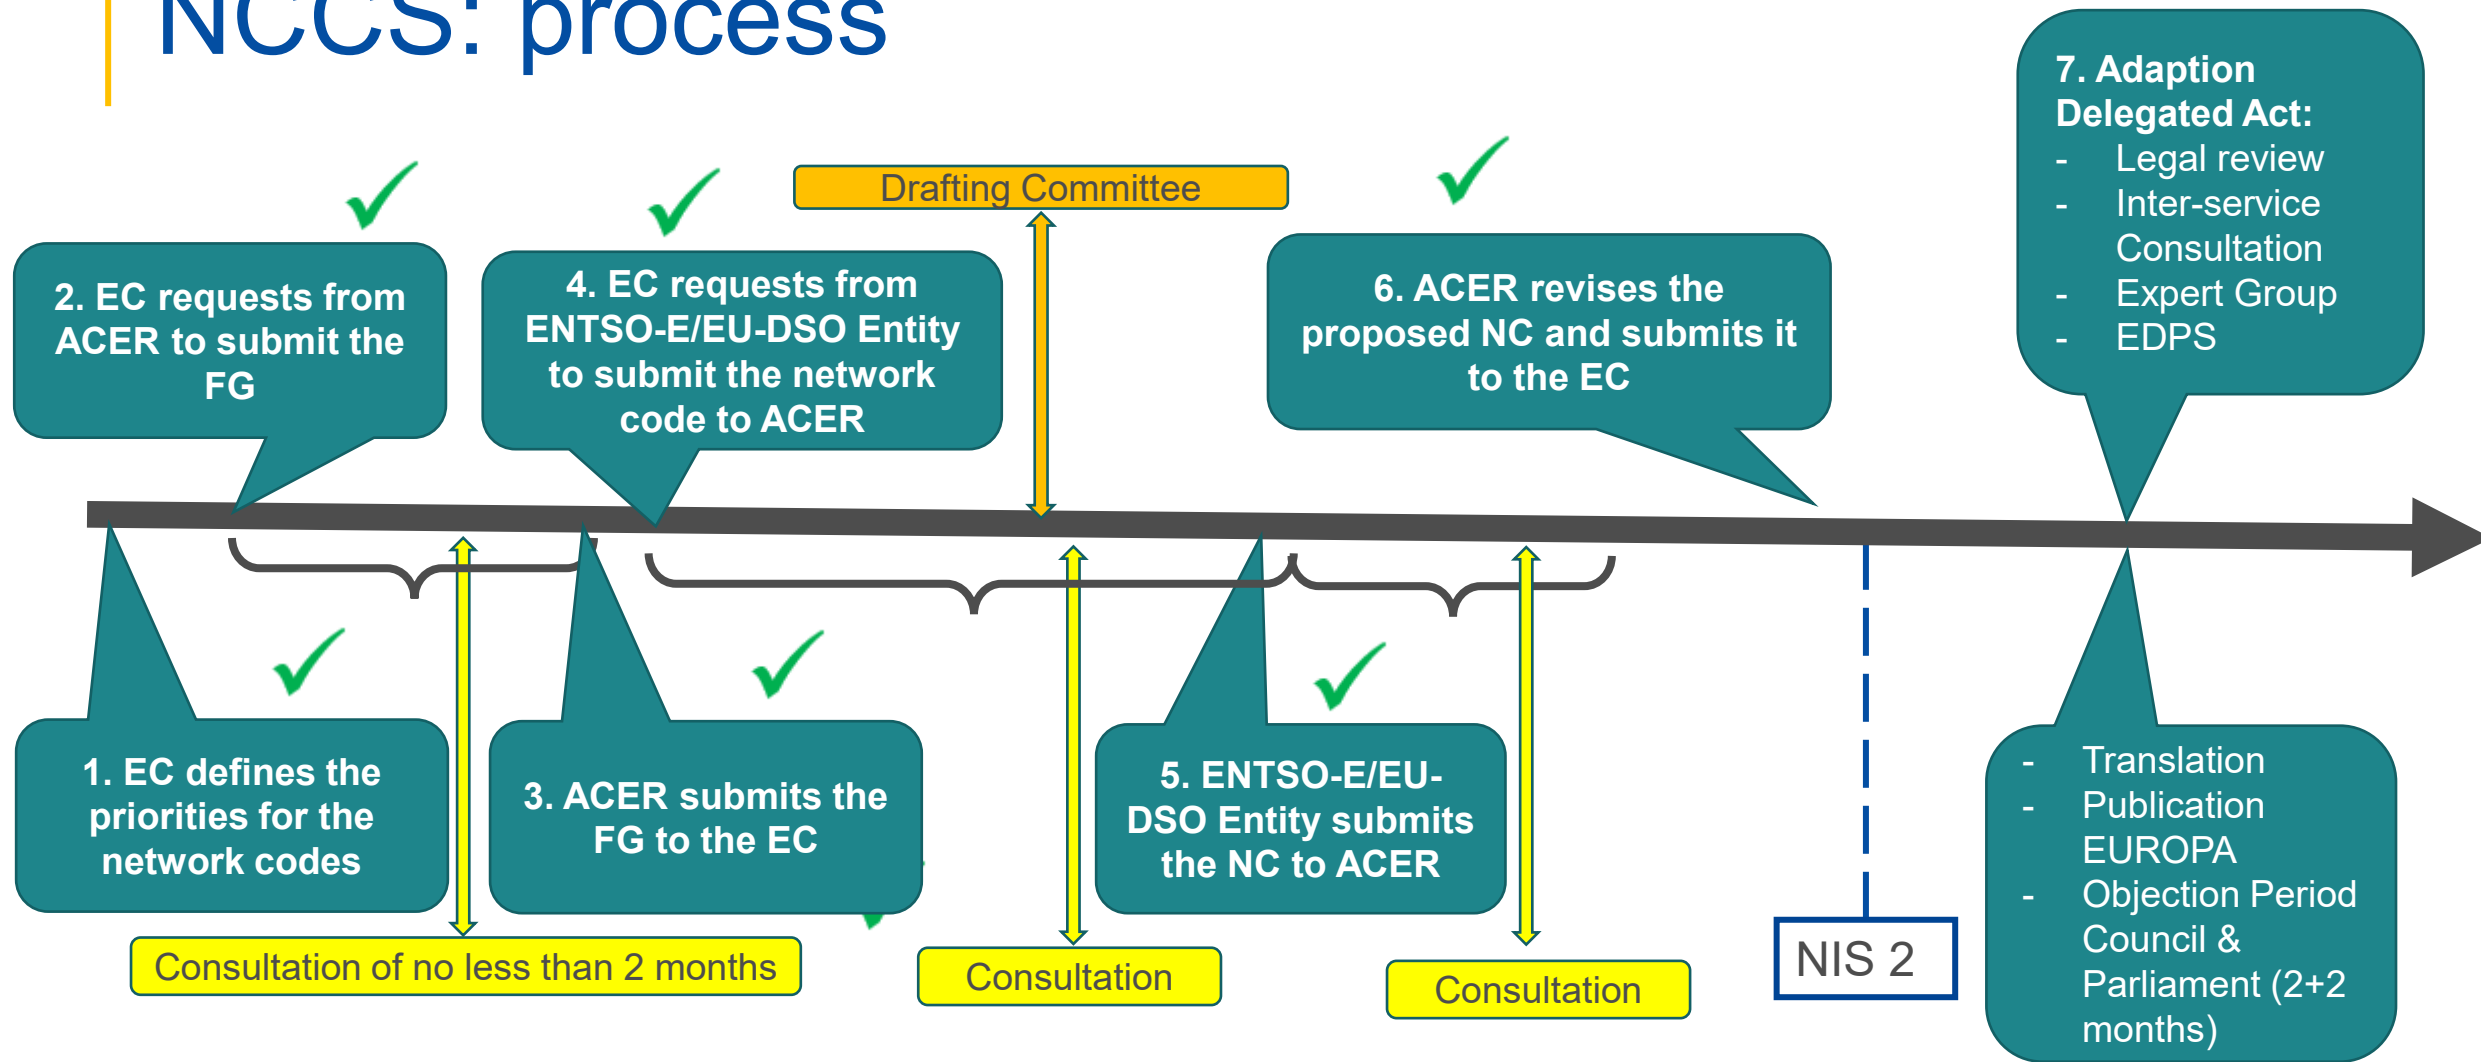 NCCS: process
7. Adaption
Delegated Act:
- Legal review
- Inter-service
Consultation
- Expert Group
- EDPS
Drafting Committee
2. EC requests from
ACER to submit the
FG
4. EC requests from
ENTSO-E/EU-DSO Entity
to submit the network
code to ACER
6. ACER revises the
proposed NC and submits it
to the EC
1. EC defines the
priorities for the
network codes
3. ACER submits the
FG to the EC
5. ENTSO-E/EU-
DSO Entity submits
the NC to ACER
- Translation
- Publication
EUROPA
- Objection Period
Council &
Parliament (2+2
months)
Consultation of no less than 2 months
Consultation
Consultation
NIS 2